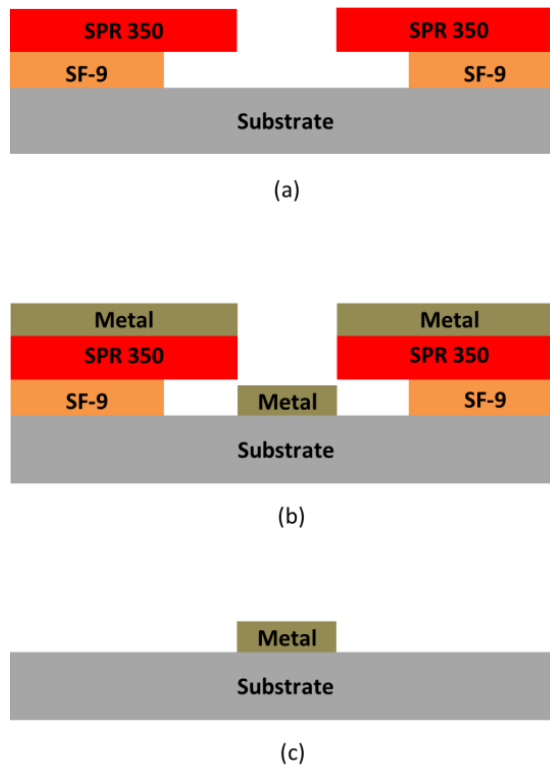 SPR 350 SPR 350
SF-9 SF-9
Substrate
(a)
Metal Metal
SPR 350 SPR 350
SF-9 Metal SF-9
Substrate
(b)
Metal
Substrate
(c)